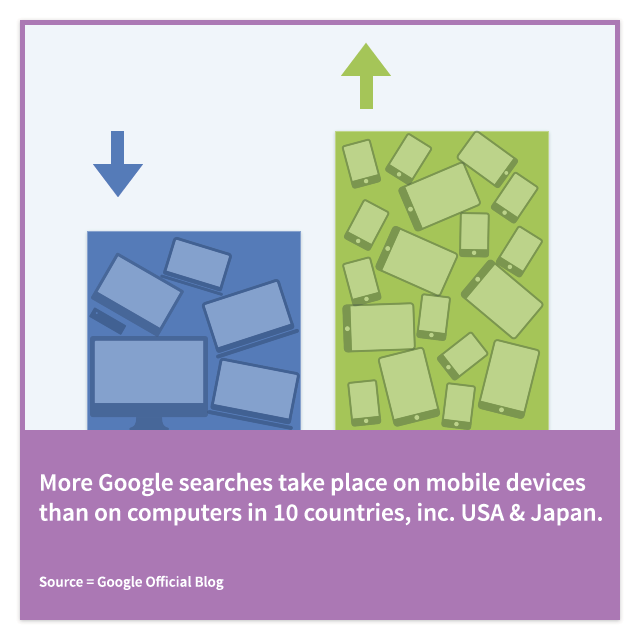 More Google searches take place on mobile devices
than on computers in 10 countries, inc. USA & Japan.
Source = Google Official Blog